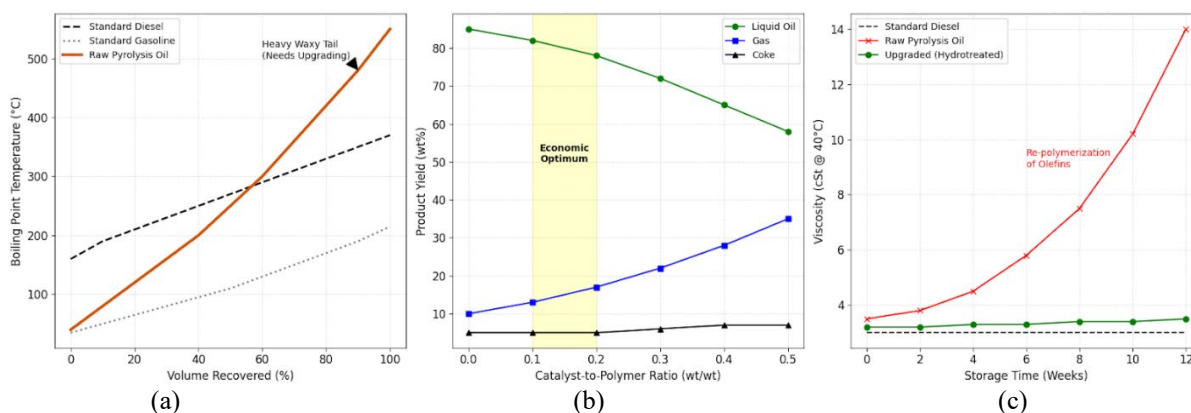 Standard Diesel
Standard Gasoline
Raw Pyrolysis Oil
Heavy Waxy Tail
(Needs Upgrading)
500
400
300
200
100
0
20
40
60
80
100
Boiling Point Temperature (°C)
Volume Recovered (%)
(a)
Liquid Oil
Gas
Coke
Economic
Optimum
80
70
60
50
40
30
20
10
0.0
0.1
0.2
0.3
0.4
0.5
Product Yield (wt%)
Catalyst-to-Polymer Ratio (wt/wt)
(b)
Standard Diesel
Raw Pyrolysis Oil
Upgraded (Hydrotreated)
Re-polymerization
of Olefins
14
12
10
8
6
4
0
2
4
6
8
10
12
Viscosity (cSt @ 40°C)
Storage Time (Weeks)
(c)